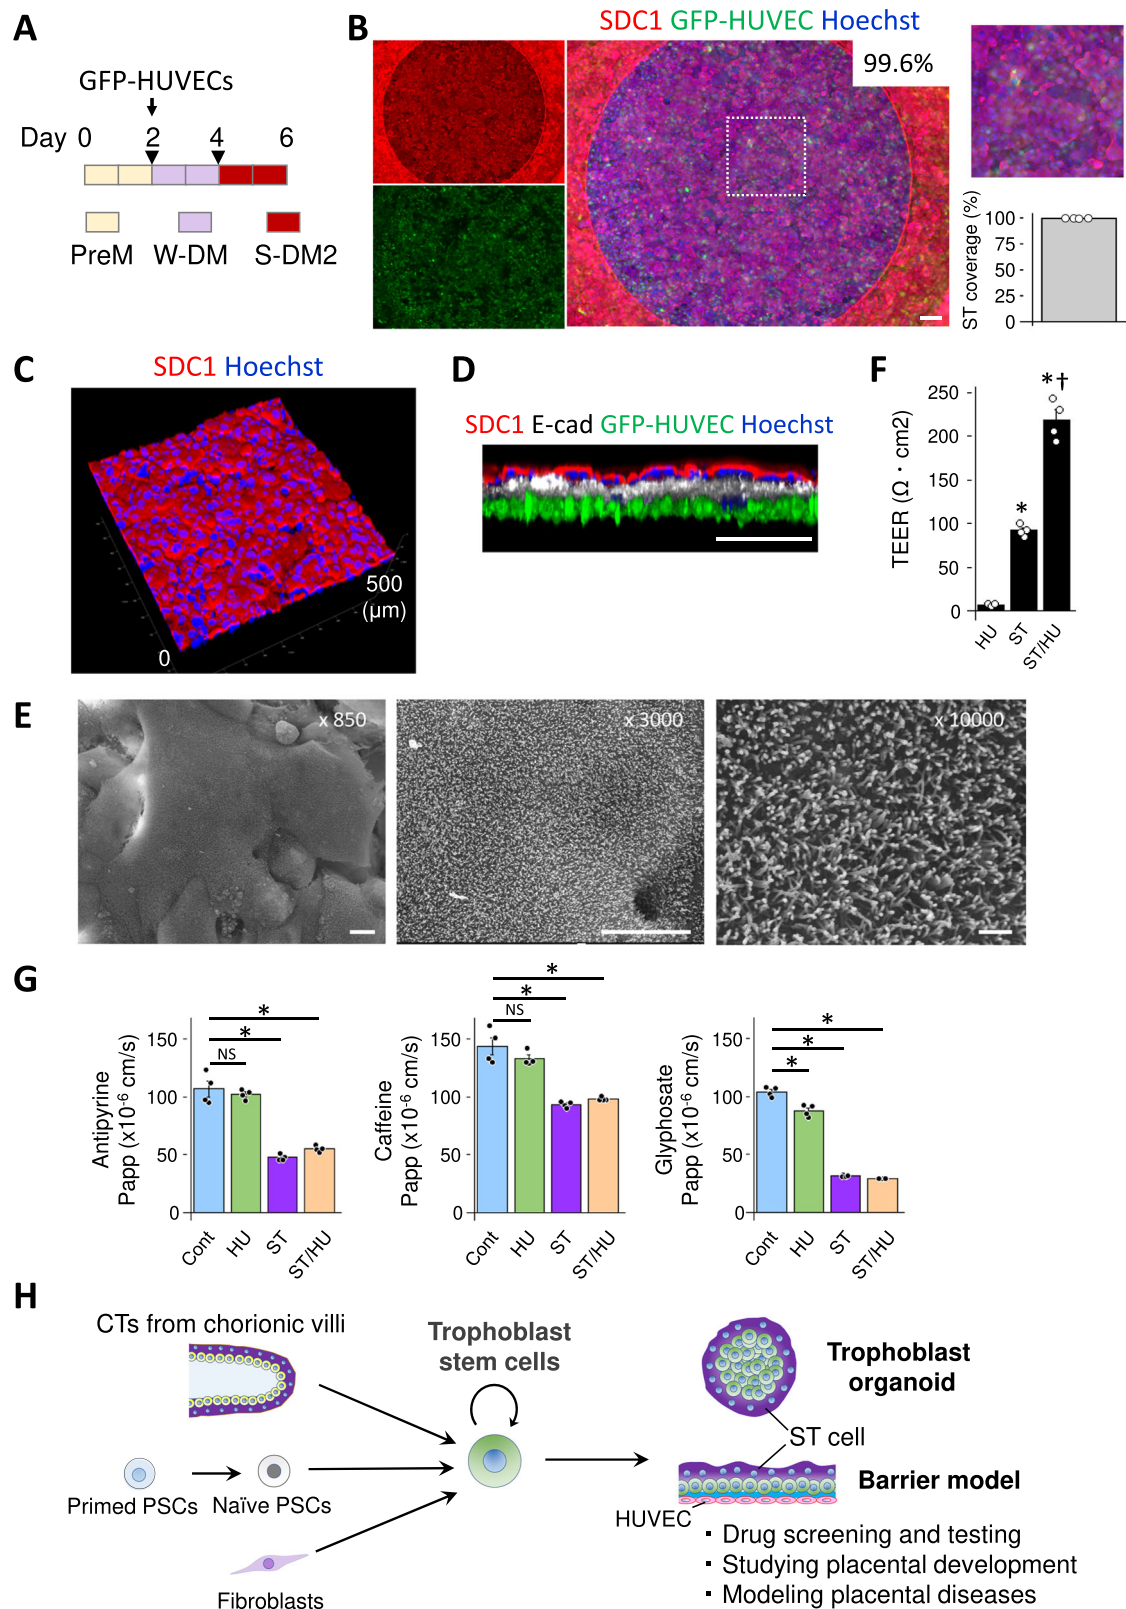 A
GFP-HUVECs
Day 0 2 4 6
PreM W-DM S-DM2
B
SDC1 GFP-HUVEC Hoechst
99.6%
ST coverage (%)
100
75
50
25
0
C
SDC1 Hoechst
500
(μm)
0
D
SDC1 E-cad GFP-HUVEC Hoechst
F
TEER (Ω・cm2)
250
200
150
100
50
0
*
*†
HU
ST
ST/HU
E
x 850
x 3000
x 10000
G
Antipyrine
Papp (x10-6 cm/s)
150
100
50
0
NS
*
*
Cont
HU
ST
ST/HU
Caffeine
Papp (x10-6 cm/s)
150
100
50
0
NS
*
*
Cont
HU
ST
ST/HU
Glyphosate
Papp (x10-6 cm/s)
150
100
50
0
*
*
*
Cont
HU
ST
ST/HU
H
CTs from chorionic villi
Primed PSCs
Naïve PSCs
Fibroblasts
Trophoblast
stem cells
Trophoblast
organoid
ST cell
Barrier model
HUVEC
・Drug screening and testing
・Studying placental development
・Modeling placental diseases